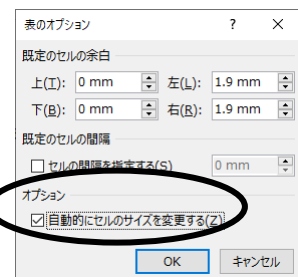 表のオプション ? ×
既定のセルの余白
上(T): 0 mm 左(L): 1.9 mm
下(B): 0 mm 右(R): 1.9 mm
既定のセルの間隔
セルの間隔を指定する(S) 0 mm
オプション
自動的にセルのサイズを変更する(Z)
OK キャンセル